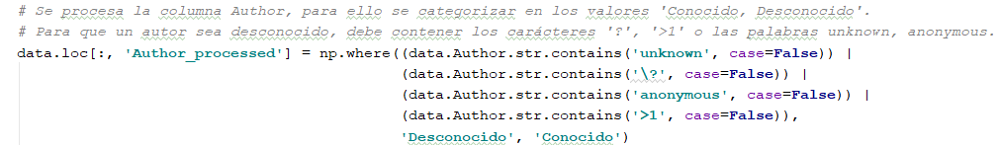 # Se procesa la columna Author, para ello se categorizar en los valores 'Conocido, Desconocido'.
# Para que un autor sea desconocido, debe contener los carácteres '?', '>1' o las palabras unknown, anonymous.
data.loc[:, 'Author_processed'] = np.where((data.Author.str.contains('unknown', case=False)) |
(data.Author.str.contains('\?', case=False)) |
(data.Author.str.contains('anonymous', case=False)) |
(data.Author.str.contains('>1', case=False)),
'Desconocido', 'Conocido')